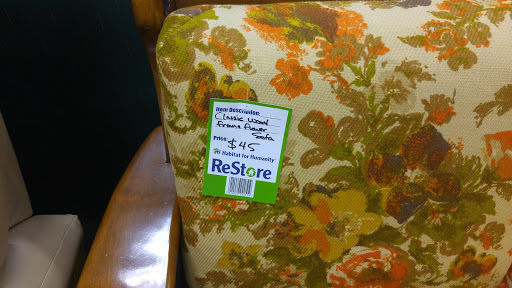 Item Description:
Classic Wood
Frame flower
Sofa
Price: $45
Habitat for Humanity
ReStore